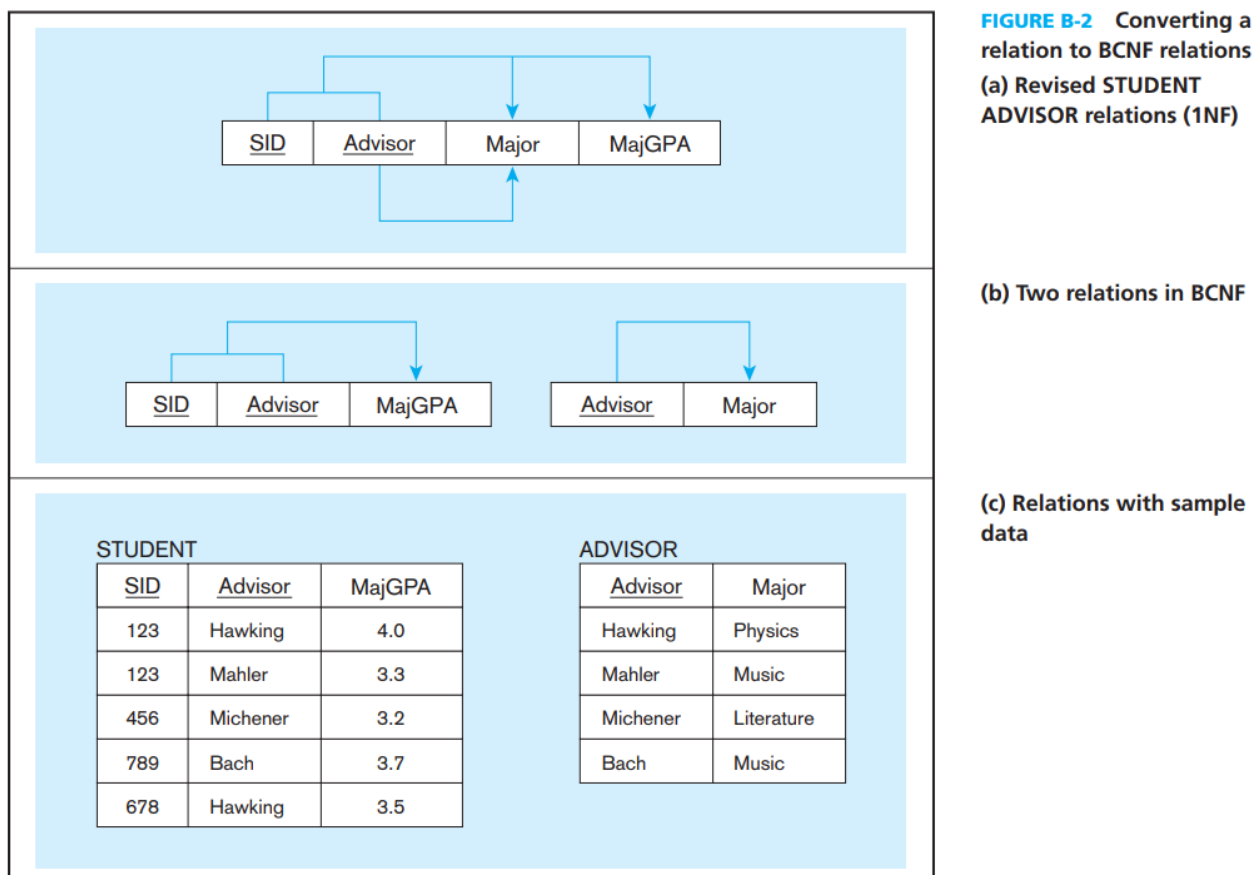 FIGURE B-2 Converting a
relation to BCNF relations
(a) Revised STUDENT
ADVISOR relations (1NF)
SID Advisor Major MajGPA
(b) Two relations in BCNF
SID Advisor MajGPA
Advisor Major
(c) Relations with sample
data
STUDENT
SID Advisor MajGPA
123 Hawking 4.0
123 Mahler 3.3
456 Michener 3.2
789 Bach 3.7
678 Hawking 3.5
ADVISOR
Advisor Major
Hawking Physics
Mahler Music
Michener Literature
Bach Music